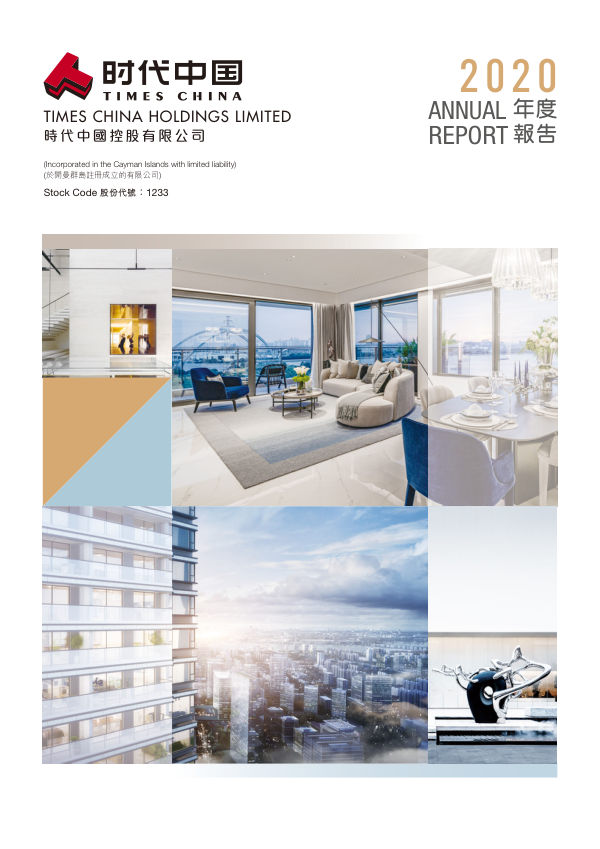 时代中国
TIMES CHINA
TIMES CHINA HOLDINGS LIMITED
時代中國控股有限公司
(Incorporated in the Cayman Islands with limited liability)
(於開曼群島註冊成立的有限公司)
Stock Code 股份代號：1233
2020
ANNUAL 年度
REPORT 報告